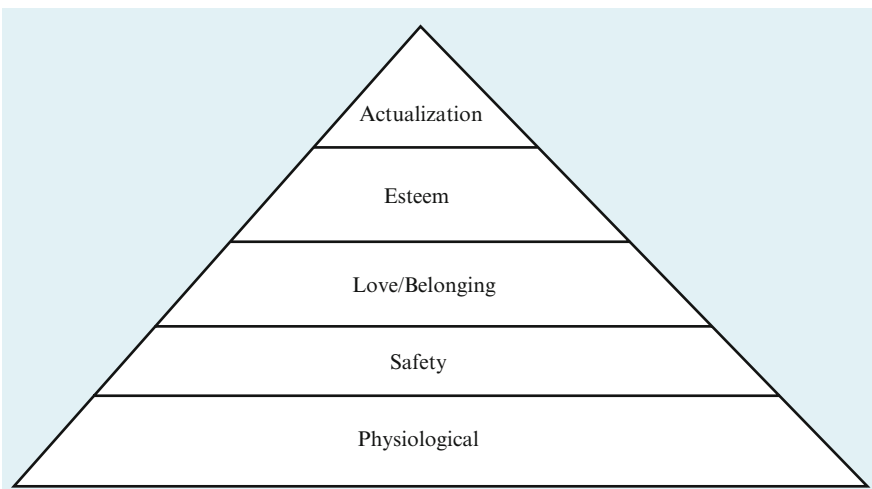 Actualization
Esteem
Love/Belonging
Safety
Physiological